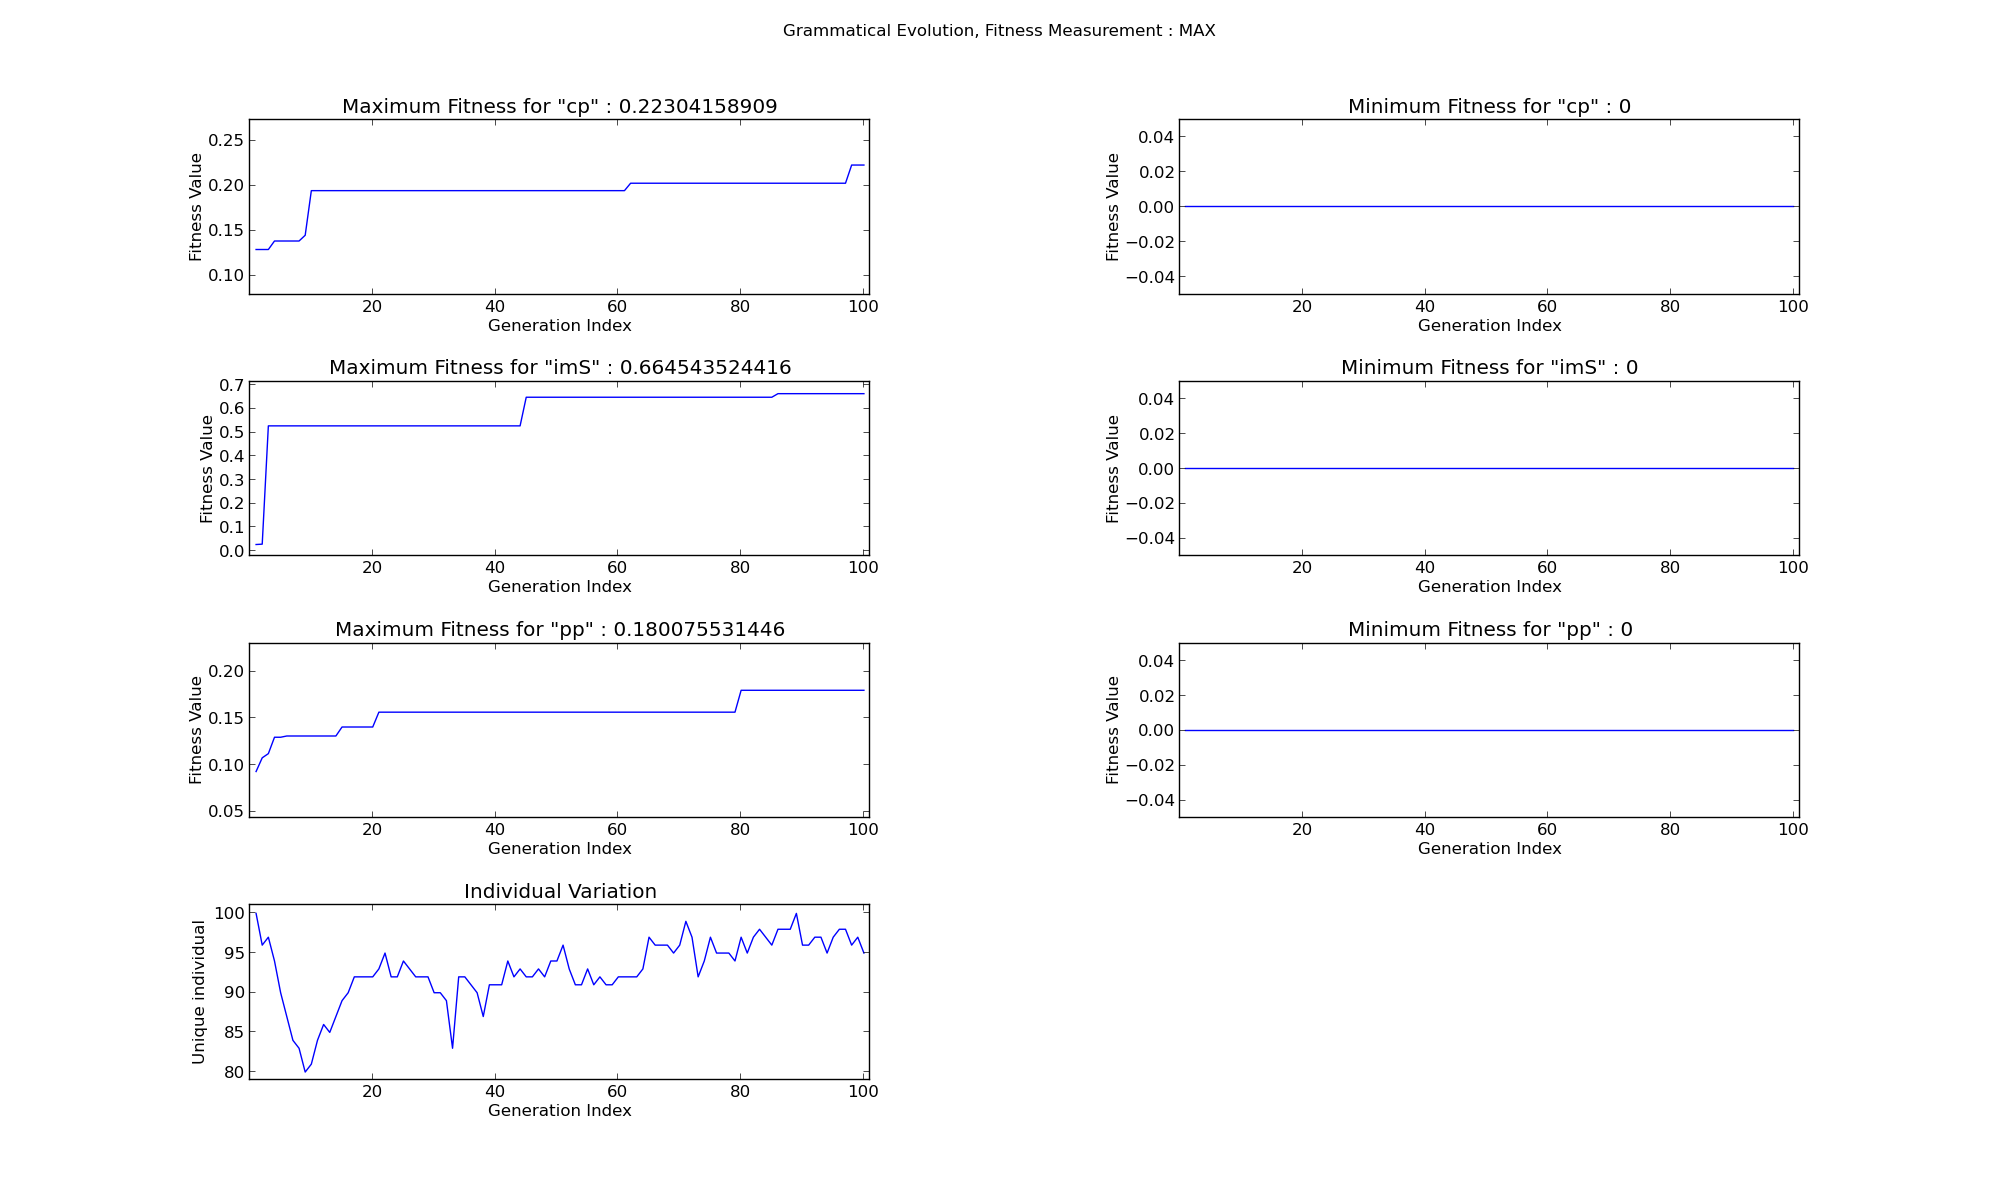 Grammatical Evolution, Fitness Measurement : MAX
Maximum Fitness for "cp" : 0.22304158909
Fitness Value
0.25
0.20
0.15
0.10
20 40 60 80 100
Generation Index
Minimum Fitness for "cp" : 0
Fitness Value
0.04
0.02
0.00
−0.02
−0.04
20 40 60 80 100
Generation Index
Maximum Fitness for "imS" : 0.664543524416
Fitness Value
0.7
0.6
0.5
0.4
0.3
0.2
0.1
0.0
20 40 60 80 100
Generation Index
Minimum Fitness for "imS" : 0
Fitness Value
0.04
0.02
0.00
−0.02
−0.04
20 40 60 80 100
Generation Index
Maximum Fitness for "pp" : 0.180075531446
Fitness Value
0.20
0.15
0.10
0.05
20 40 60 80 100
Generation Index
Minimum Fitness for "pp" : 0
Fitness Value
0.04
0.02
0.00
−0.02
−0.04
20 40 60 80 100
Generation Index
Individual Variation
Unique individual
100
95
90
85
80
20 40 60 80 100
Generation Index